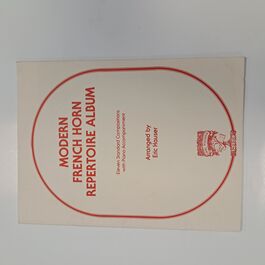 MODERN
FRENCH HORN
REPERTOIRE ALBUM
Eleven Standard Compositions
with Piano Accompaniment
Arranged by
Eric Hauser